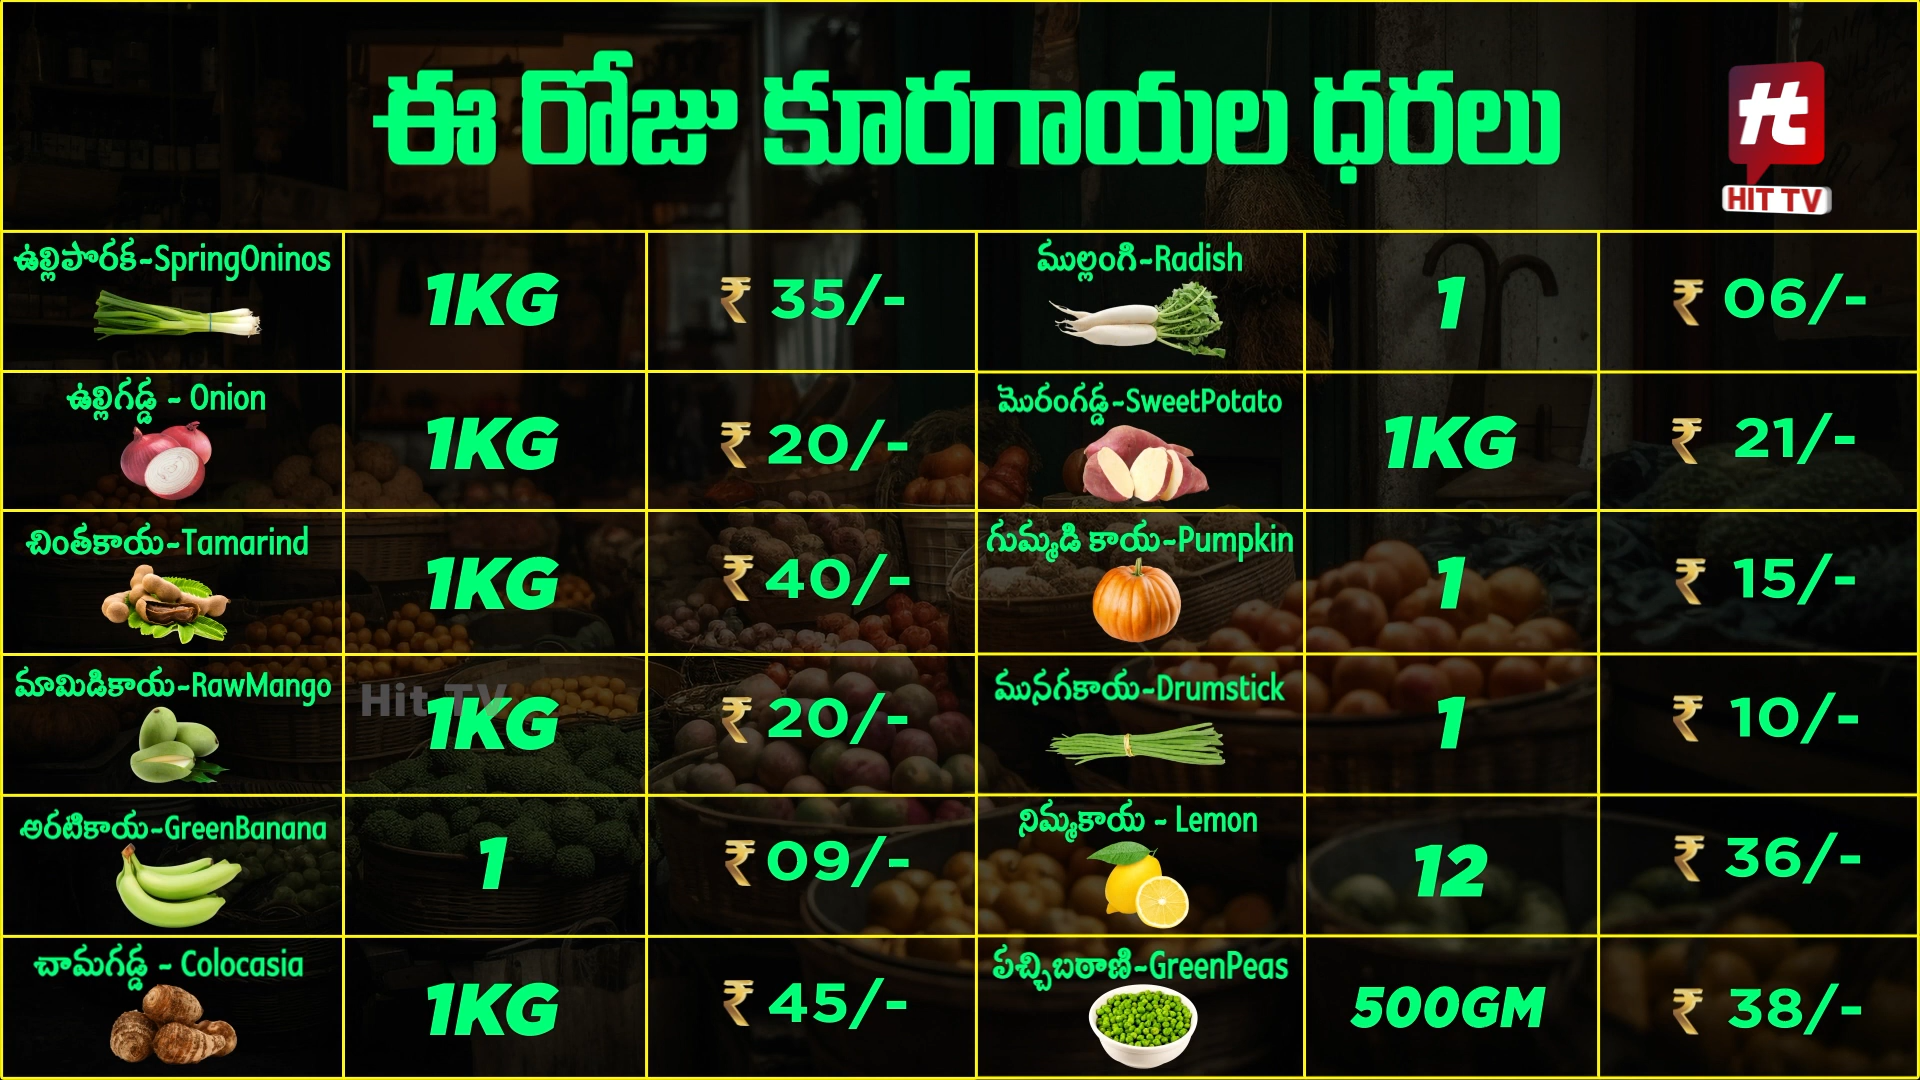 ఈ రోజు కూరగాయల ధరలు
HIT TV
ఉల్లిపొరక-SpringOninos 1KG ₹ 35/- ముల్లంగి-Radish 1 ₹ 06/-
ఉల్లిగడ్డ - Onion 1KG ₹ 20/- మొరంగడ్డ-SweetPotato 1KG ₹ 21/-
చింతకాయ-Tamarind 1KG ₹ 40/- గుమ్మడి కాయ-Pumpkin 1 ₹ 15/-
మామిడికాయ-RawMango 1KG ₹ 20/- మునగకాయ-Drumstick 1 ₹ 10/-
Hit TV
అరటికాయ-GreenBanana 1 ₹ 09/- నిమ్మకాయ - Lemon 12 ₹ 36/-
చామగడ్డ - Colocasia 1KG ₹ 45/- పచ్చిబఠాణి-GreenPeas 500GM ₹ 38/-